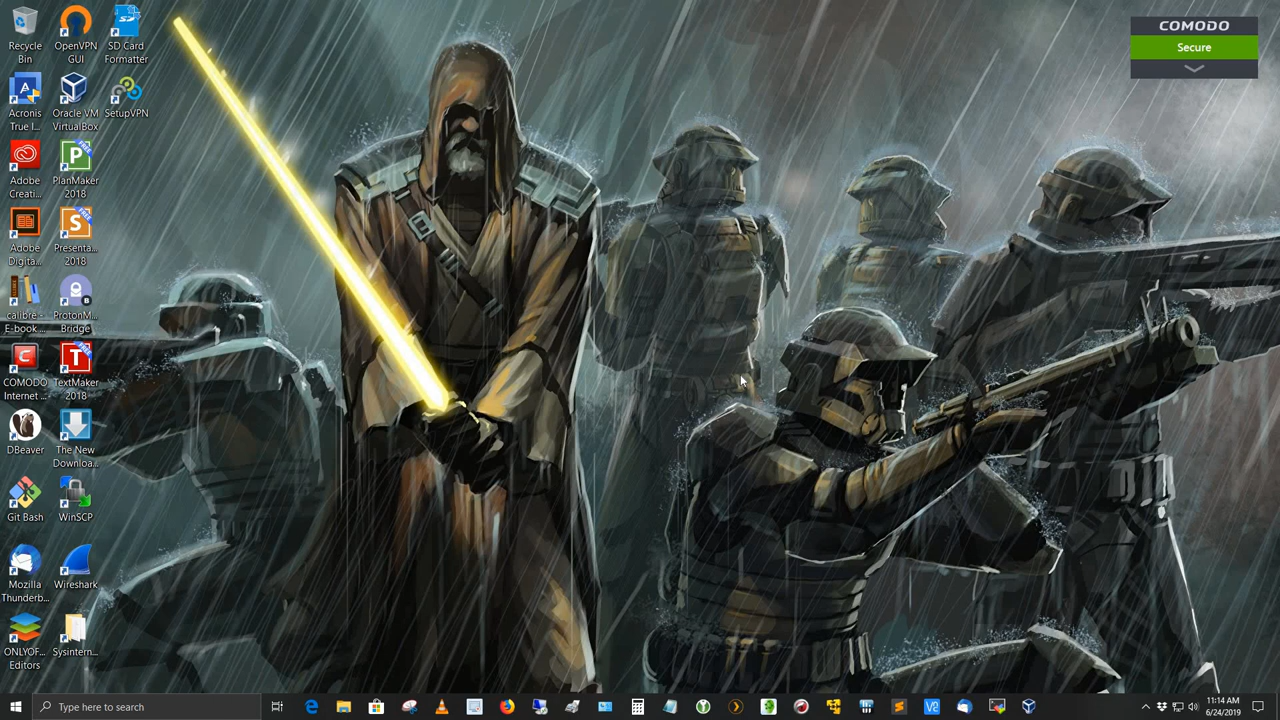 Recycle
Bin
OpenVPN
GUI
SD Card
Formatter
Acronis
True I...
Oracle VM
VirtualBox
SetupVPN
Adobe
Creati...
PlanMaker
2018
Adobe
Digita...
Presenta...
2018
calibre -
E-book ...
ProtonM...
Bridge
COMODO
Internet ...
TextMaker
2018
DBeaver
The New
Downloa...
Git Bash
WinSCP
Mozilla
Thunderb...
Wireshark
ONLYOF...
Editors
Sysintern...
COMODO
Secure
Type here to search
11:14 AM
6/24/2019